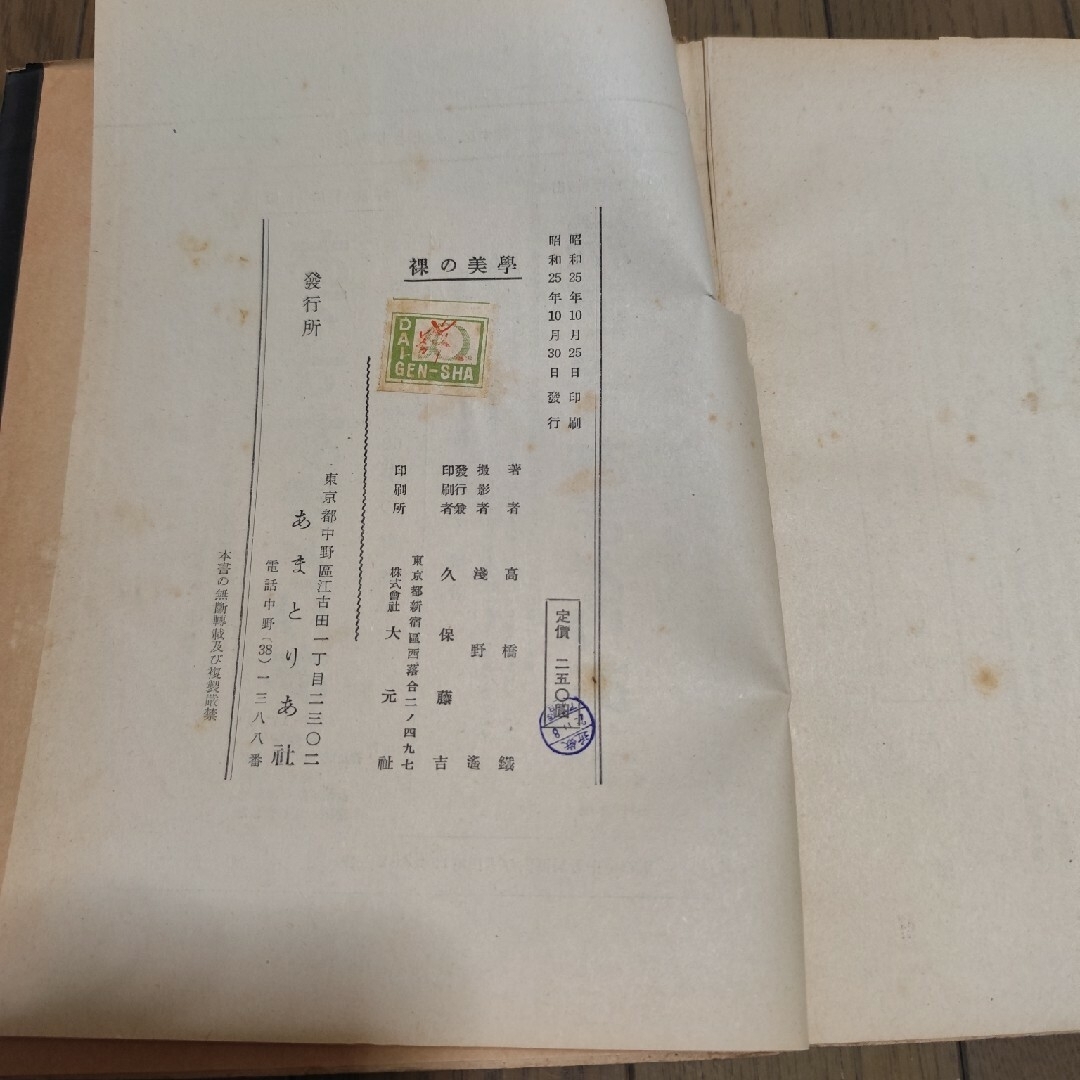 昭和25年10月25日 印刷
昭和25年10月30日 發行
定價 二五〇圓
裸の美學
DAI-GEN-SHA
著者 高橋鐵
撮影者 淺野
發行兼印刷者 久保藤吉
東京都新宿區西落合二ノ四九七
印刷所 株式會社 大元社
發行所
東京都中野區江古田一丁目二三〇二
あまとりあ社
電話中野(38)一三八八番
本書の無斷轉載及び複製嚴禁